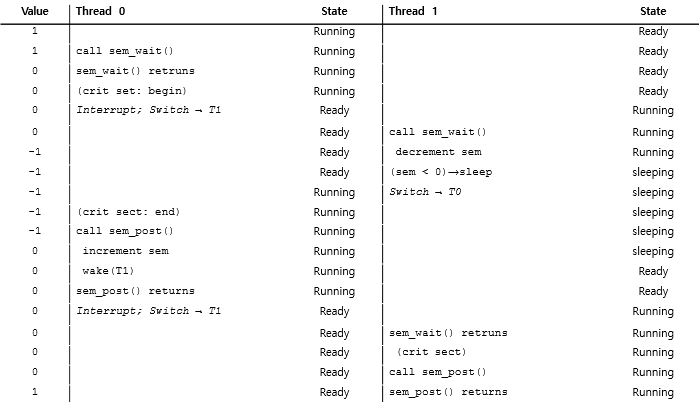 Value Thread 0 State Thread 1 State
1 Running Ready
1 call sem_wait() Running Ready
0 sem_wait() retruns Running Ready
0 (crit set: begin) Running Ready
0 Interrupt; Switch → T1 Ready Running
0 Ready call sem_wait() Running
-1 Ready decrement sem Running
-1 Ready (sem < 0)→sleep sleeping
-1 Running Switch → T0 sleeping
-1 (crit sect: end) Running sleeping
-1 call sem_post() Running sleeping
0 increment sem Running sleeping
0 wake(T1) Running Ready
0 sem_post() returns Running Ready
0 Interrupt; Switch → T1 Ready Running
0 Ready sem_wait() retruns Running
0 Ready (crit sect) Running
0 Ready call sem_post() Running
1 Ready sem_post() returns Running